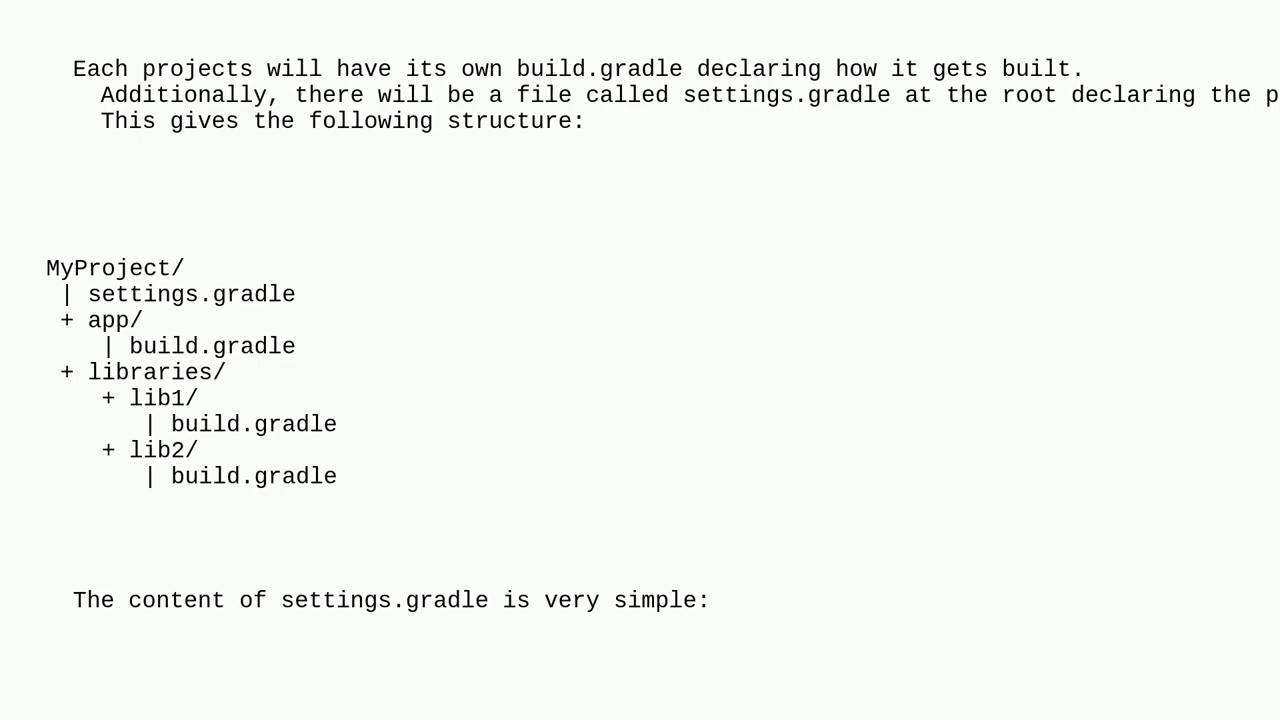 Each projects will have its own build.gradle declaring how it gets built.
Additionally, there will be a file called settings.gradle at the root declaring the
This gives the following structure:
MyProject/
| settings.gradle
+ app/
| build.gradle
+ libraries/
+ lib1/
| build.gradle
+ lib2/
| build.gradle
The content of settings.gradle is very simple: